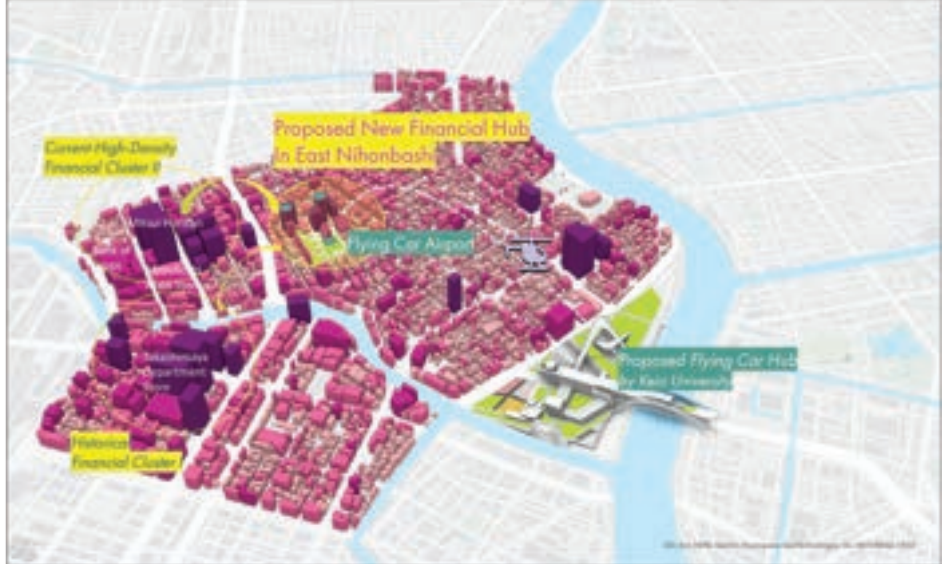 Proposed New Financial Hub
In East Nihonbashi
Current High-Density
Financial Cluster II
Flying Car Airport
Proposed Flying Car Hub
by Keio University
Takashimaya
Department
Store
Historical
Financial Cluster I